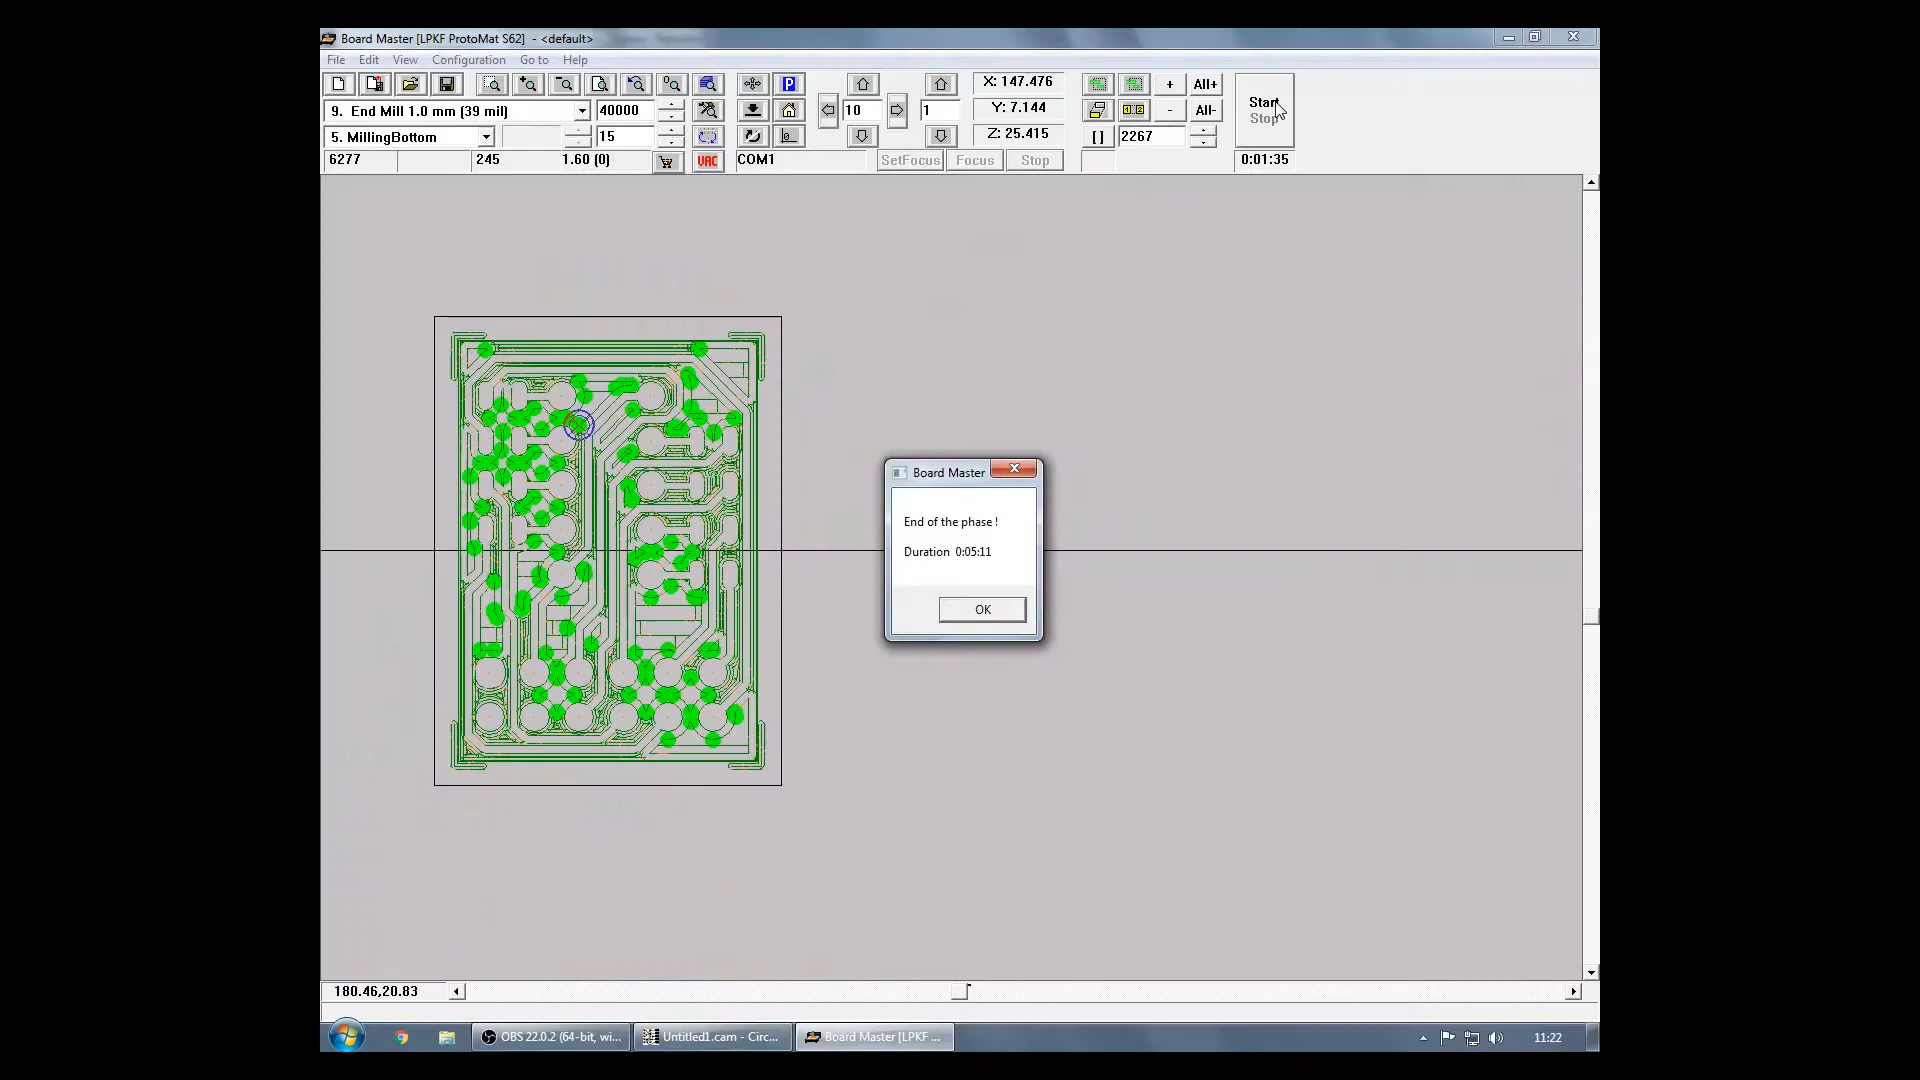 Board Master [LPKF ProtoMat S62] - <default>
File Edit View Configuration Go to Help
P 10 1 X: 147.476 + All+
9. End Mill 1.0 mm (39 mil) 40000 Y: 7.144 - All- Start
Stop
5. MillingBottom 15 Z: 25.415 [ ] 2267
6277 245 1.60 (0) VAC COM1 SetFocus Focus Stop 0:01:35
Board Master
End of the phase !
Duration 0:05:11
OK
180.46,20.83
OBS 22.0.2 (64-bit, wi... Untitled1.cam - Circ... Board Master [LPKF ... 11:22